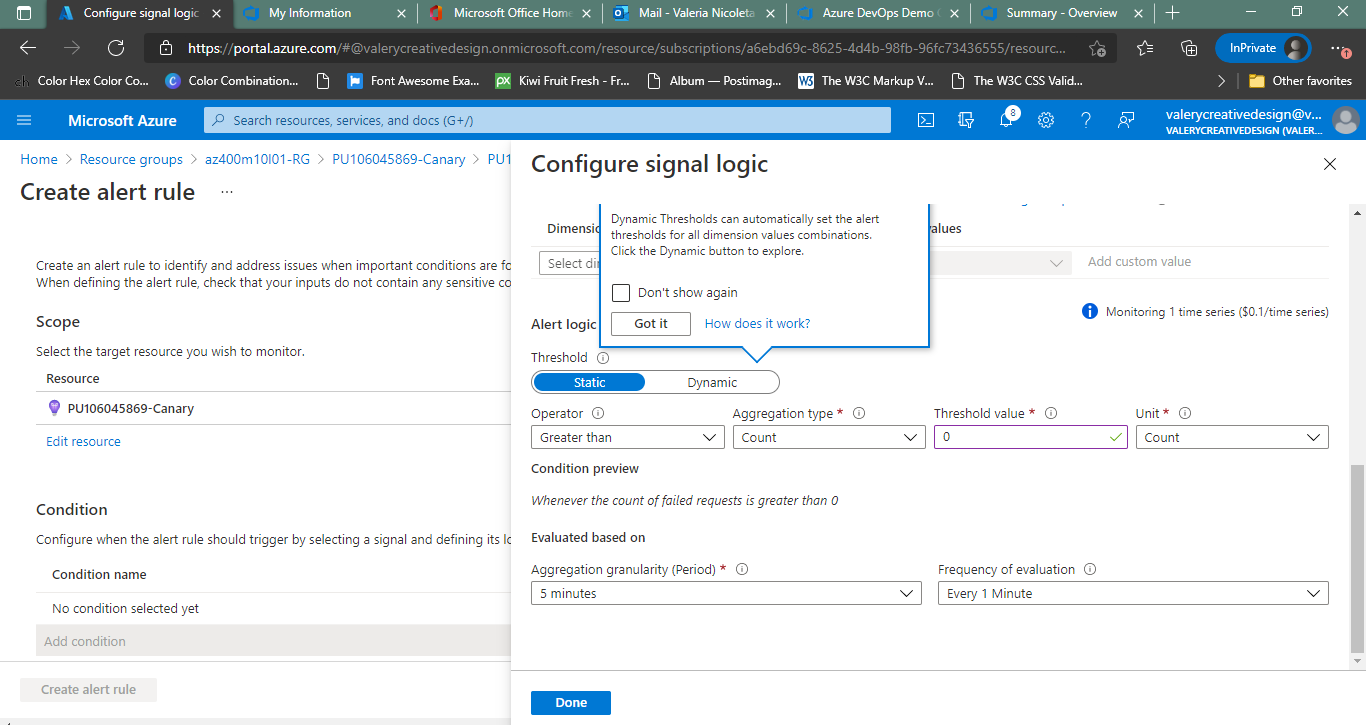 Configure signal logic
My Information
Microsoft Office Home
Mail - Valeria Nicoleta
Azure DevOps Demo
Summary - Overview
https://portal.azure.com/#@valerycreativedesign.onmicrosoft.com/resource/subscriptions/a6ebd69c-8625-4d4b-98fb-96fc73436555/resourc...
InPrivate
Color Hex Color Co...
Color Combination...
Font Awesome Exa...
px
Kiwi Fruit Fresh - Fr...
Album — Postimag...
W3
The W3C Markup V...
The W3C CSS Valid...
Other favorites
Microsoft Azure
Search resources, services, and docs (G+/)
8
valerycreativedesign@v...
VALERYCREATIVEDESIGN (VALER...
Home > Resource groups > az400m10l01-RG > PU106045869-Canary > PU1
Create alert rule ...
Create an alert rule to identify and address issues when important conditions are fo
When defining the alert rule, check that your inputs do not contain any sensitive co
Scope
Select the target resource you wish to monitor.
Resource
PU106045869-Canary
Edit resource
Condition
Configure when the alert rule should trigger by selecting a signal and defining its lo
Condition name
No condition selected yet
Add condition
Create alert rule
Configure signal logic
Dimensio
alues
Select dim
Add custom value
Dynamic Thresholds can automatically set the alert
thresholds for all dimension values combinations.
Click the Dynamic button to explore.
Don't show again
Got it
How does it work?
Alert logic
Monitoring 1 time series ($0.1/time series)
Threshold
Static
Dynamic
Operator
Aggregation type *
Threshold value *
Unit *
Greater than
Count
0
Count
Condition preview
Whenever the count of failed requests is greater than 0
Evaluated based on
Aggregation granularity (Period) *
Frequency of evaluation
5 minutes
Every 1 Minute
Done